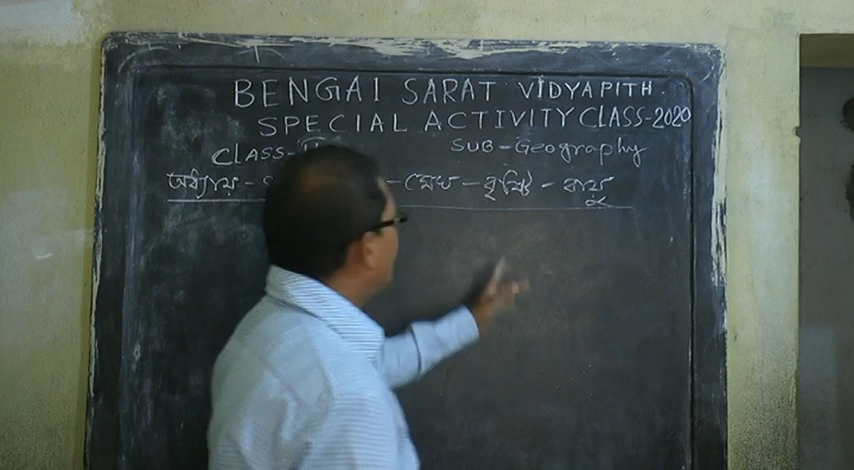 BENGAI SARAT VIDYAPITH.
SPECIAL ACTIVITY CLASS-2020
CLASS- SUB-Geography
অধ্যায় - - মেঘ - বৃষ্টি - বায়ু